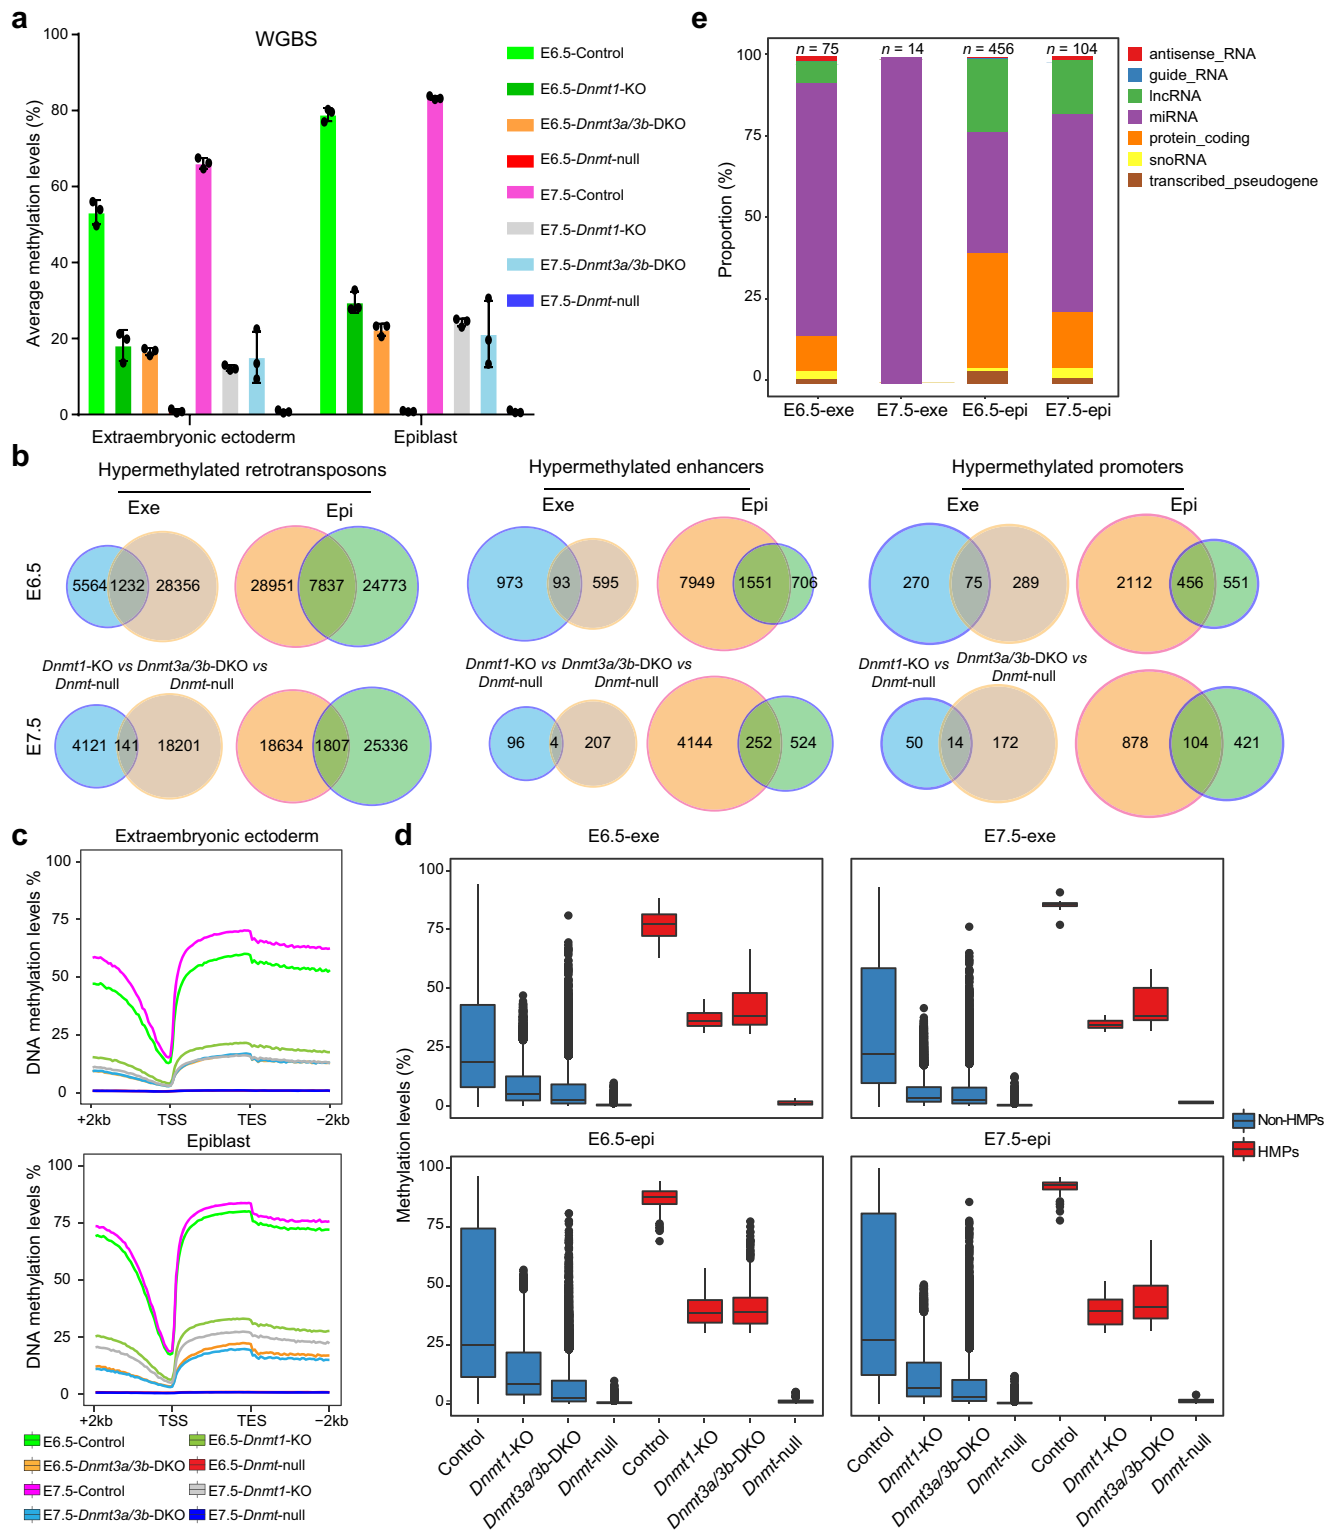 a
WGBS
Average methylation levels (%)
100
80
60
40
20
0
Extraembryonic ectoderm
Epiblast
E6.5-Control
E6.5-Dnmt1-KO
E6.5-Dnmt3a/3b-DKO
E6.5-Dnmt-null
E7.5-Control
E7.5-Dnmt1-KO
E7.5-Dnmt3a/3b-DKO
E7.5-Dnmt-null
e
Proportion (%)
100
75
50
25
0
n = 75
n = 14
n = 456
n = 104
E6.5-exe
E7.5-exe
E6.5-epi
E7.5-epi
antisense_RNA
guide_RNA
lncRNA
miRNA
protein_coding
snoRNA
transcribed_pseudogene
b
Hypermethylated retrotransposons
Exe
Epi
Hypermethylated enhancers
Exe
Epi
Hypermethylated promoters
Exe
Epi
E6.5
5564
1232
28356
28951
7837
24773
973
93
595
7949
1551
706
270
75
289
2112
456
551
Dnmt1-KO vs
Dnmt-null
Dnmt3a/3b-DKO vs
Dnmt-null
Dnmt1-KO vs
Dnmt-null
Dnmt3a/3b-DKO vs
Dnmt-null
Dnmt1-KO vs
Dnmt-null
Dnmt3a/3b-DKO vs
Dnmt-null
E7.5
4121
141
18201
18634
1807
25336
96
4
207
4144
252
524
50
14
172
878
104
421
c
Extraembryonic ectoderm
DNA methylation levels %
100
75
50
25
0
+2kb
TSS
TES
−2kb
Epiblast
DNA methylation levels %
100
75
50
25
0
+2kb
TSS
TES
−2kb
E6.5-Control
E6.5-Dnmt1-KO
E6.5-Dnmt3a/3b-DKO
E6.5-Dnmt-null
E7.5-Control
E7.5-Dnmt1-KO
E7.5-Dnmt3a/3b-DKO
E7.5-Dnmt-null
d
Methylation levels (%)
E6.5-exe
100
75
50
25
0
E7.5-exe
E6.5-epi
100
75
50
25
0
E7.5-epi
Control
Dnmt1-KO
Dnmt3a/3b-DKO
Dnmt-null
Control
Dnmt1-KO
Dnmt3a/3b-DKO
Dnmt-null
Control
Dnmt1-KO
Dnmt3a/3b-DKO
Dnmt-null
Control
Dnmt1-KO
Dnmt3a/3b-DKO
Dnmt-null
Non-HMPs
HMPs